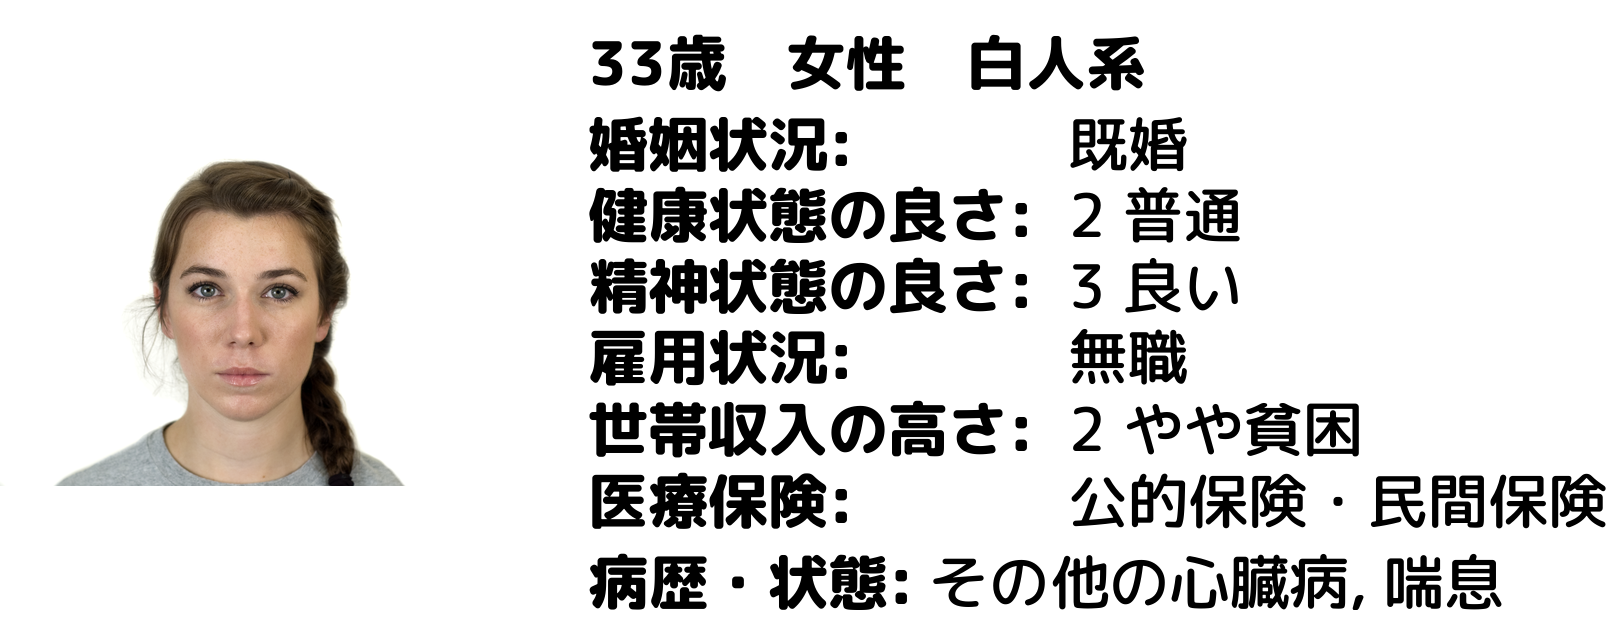 33歳　女性　白人系
婚姻状況: 既婚
健康状態の良さ: 2 普通
精神状態の良さ: 3 良い
雇用状況: 無職
世帯収入の高さ: 2 やや貧困
医療保険: 公的保険・民間保険
病歴・状態: その他の心臓病, 喘息